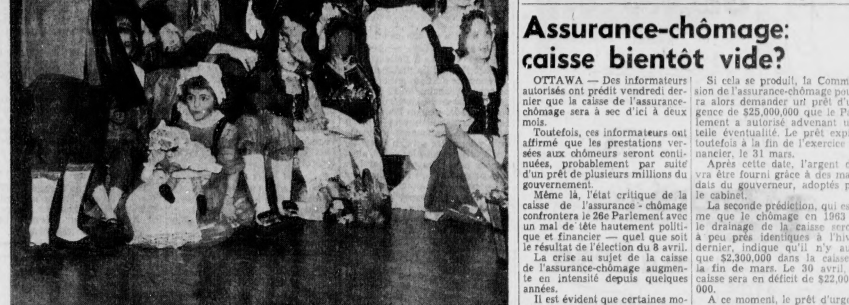 Assurance-chômage:
caisse bientôt vide?
OTTAWA — Des informateurs
autorisés ont prédit vendredi der-
nier que la caisse de l'assurance-
chômage sera à sec d'ici à deux
mois.
Toutefois, ces informateurs ont
affirmé que les prestations ver-
sées aux chômeurs seront conti-
nuées, probablement par suite
d'un prêt de plusieurs millions du
gouvernement.
Même là, l'état critique de la
caisse de l'assurance - chômage
confrontera le 26e Parlement avec
un mal de tête hautement politi-
que et financier — quel que soit
le résultat de l'élection du 8 avril.
La crise au sujet de la caisse
de l'assurance-chômage augmen-
te en intensité depuis quelques
années.
Il est évident que certaines mo-
Si cela se produit, la Comm
sion de l'assurance-chômage pou
ra alors demander un prêt d'u
gence de $25,000,000 que le Pa
lement a autorisé advenant u
telle éventualité. Le prêt expi
toutefois à la fin de l'exercice
nancier, le 31 mars.
Après cette date, l'argent d
vra être fourni grâce à des ma
dats du gouverneur, adoptés p
le cabinet.
La seconde prédiction, qui es
me que le chômage en 1963
le drainage de la caisse sero
à peu près identiques à l'hiv
dernier, indique qu'il n'y au
que $2,300,000 dans la caisse
la fin de mars. Le 30 avril,
caisse sera en déficit de $22,00
000.
A ce moment, le prêt d'urge